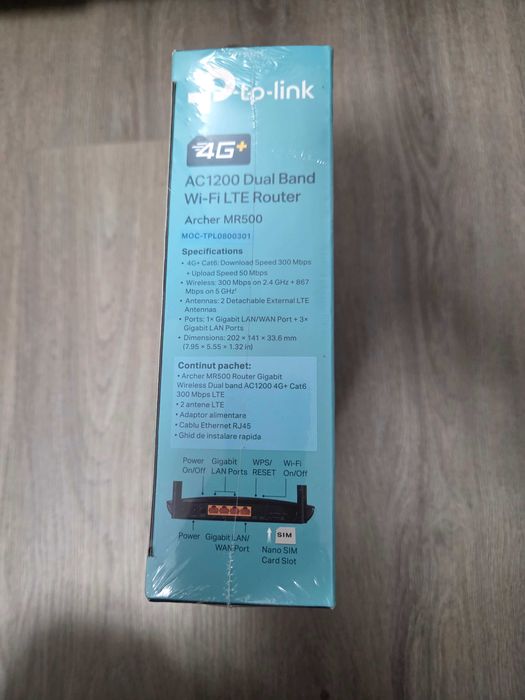 tp-link
4G+
AC1200 Dual Band
Wi-Fi LTE Router
Archer MR500
MOC-TPL0800301
Specifications
• 4G+ Cat6: Download Speed 300 Mbps
+ Upload Speed 50 Mbps
• Wireless: 300 Mbps on 2.4 GHz + 867
Mbps on 5 GHz†
• Antennas: 2 Detachable External LTE
Antennas
• Ports: 1× Gigabit LAN/WAN Port + 3×
Gigabit LAN Ports
• Dimensions: 202 × 141 × 33.6 mm
(7.95 × 5.55 × 1.32 in)
Continut pachet:
• Archer MR500 Router Gigabit
Wireless Dual band AC1200 4G+ Cat6
300 Mbps LTE
• 2 antene LTE
• Adaptor alimentare
• Cablu Ethernet RJ45
• Ghid de instalare rapida
Power Gigabit WPS/ Wi-Fi
On/Off LAN Ports RESET On/Off
Power Gigabit LAN/ SIM
WAN Port Nano SIM
Card Slot